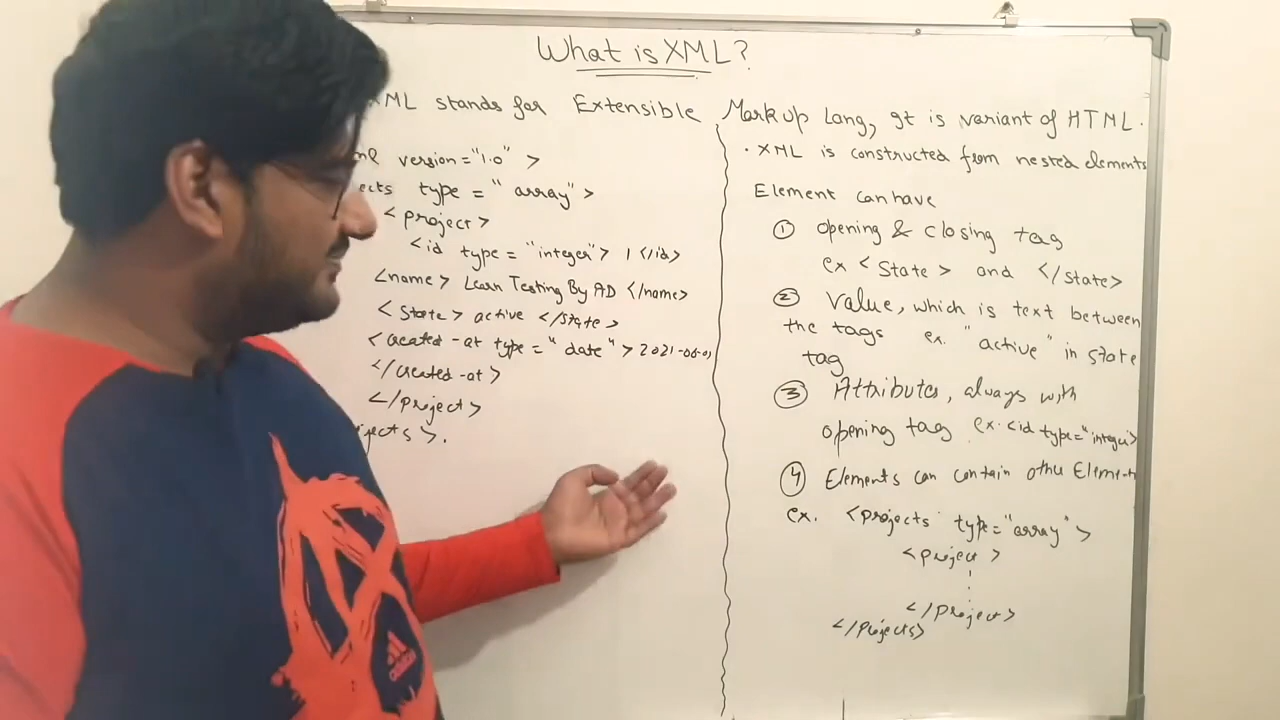 What is XML?
XML stands for Extensible Markup Lang, It is variant of HTML.
version="1.0" >
type = "array">
<project>
<id type = "integer"> 1 </id>
<name> Learn Testing By AD </name>
<State> active </State>
<created-at type = "date"> 2021-06-01
</created-at>
</project>
jects>.
. XML is constructed from nested elements
Element can have
① opening & closing tag
ex <State> and </State>
② Value, which is text between
the tags ex. "active" in state
tag
③ Attributes, always with
opening tag ex. <id type="integer">
④ Elements can contain other Element
ex. <projects type="array">
<project>
</project>
</projects>
adidas